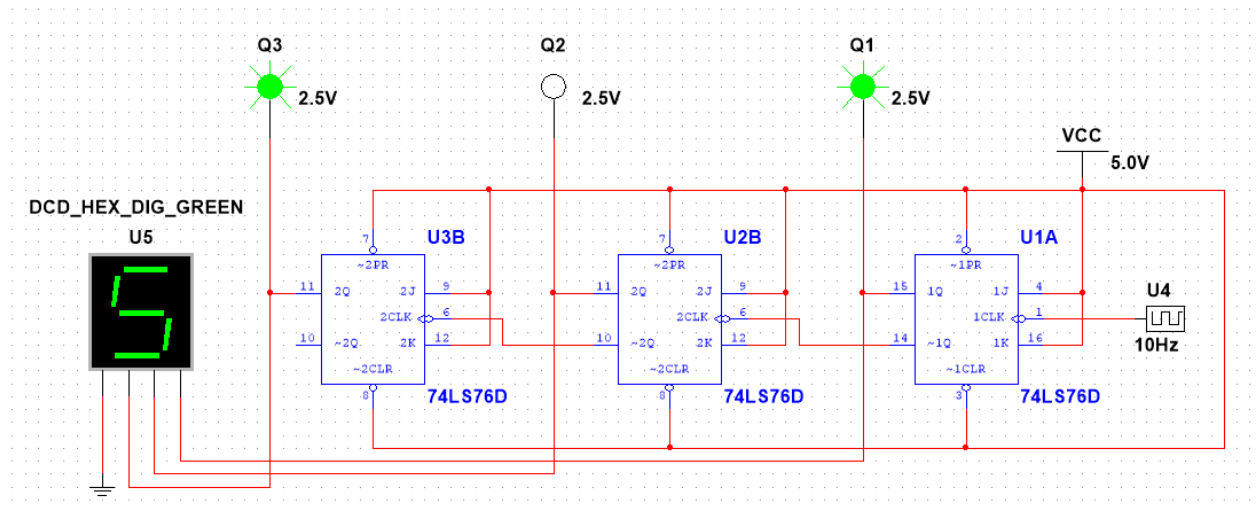 Q3
Q2
Q1
2.5V
2.5V
2.5V
VCC
5.0V
DCD_HEX_DIG_GREEN
U5
5
7
U3B
~2PR
11
2Q
2J
9
2CLK
6
10
~2Q
2K
12
~2CLR
8
74LS76D
7
U2B
~2PR
11
2Q
2J
9
2CLK
6
10
~2Q
2K
12
~2CLR
8
74LS76D
2
U1A
~1PR
15
1Q
1J
4
1CLK
1
14
~1Q
1K
16
~1CLR
3
74LS76D
U4
10Hz